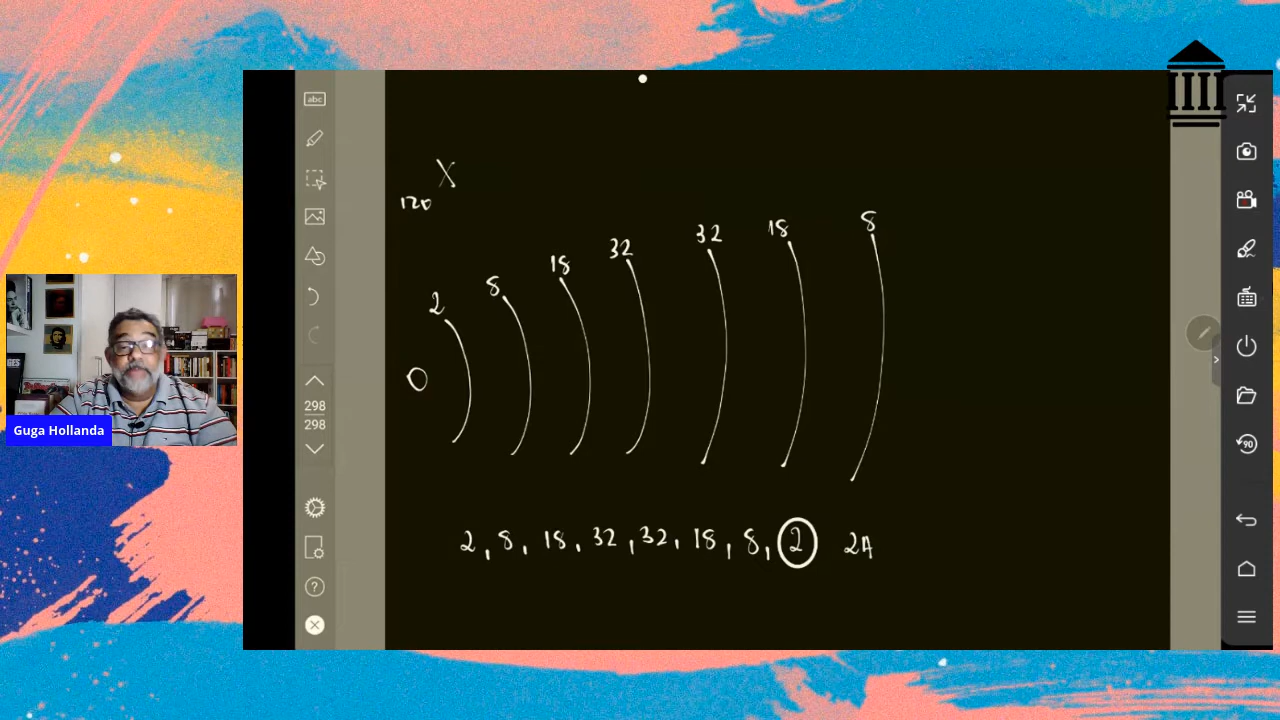 abc
X
120
2 8 18 32 32 18 8
298
298
Guga Hollanda
2, 8, 18, 32, 32, 18, 8, 2 2A
90
?